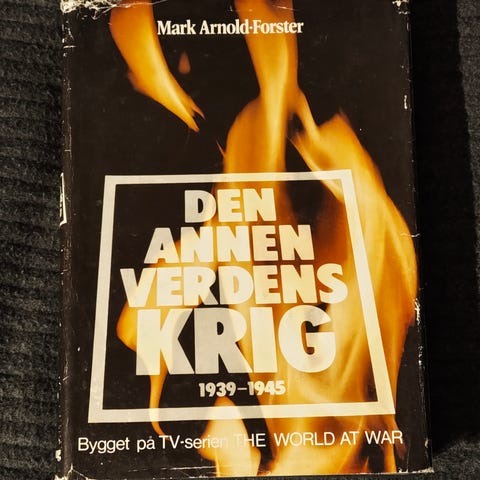 Mark Arnold-Forster
DEN
ANNEN
VERDENS
KRIG
1939–1945
Bygget på TV-serien THE WORLD AT WAR